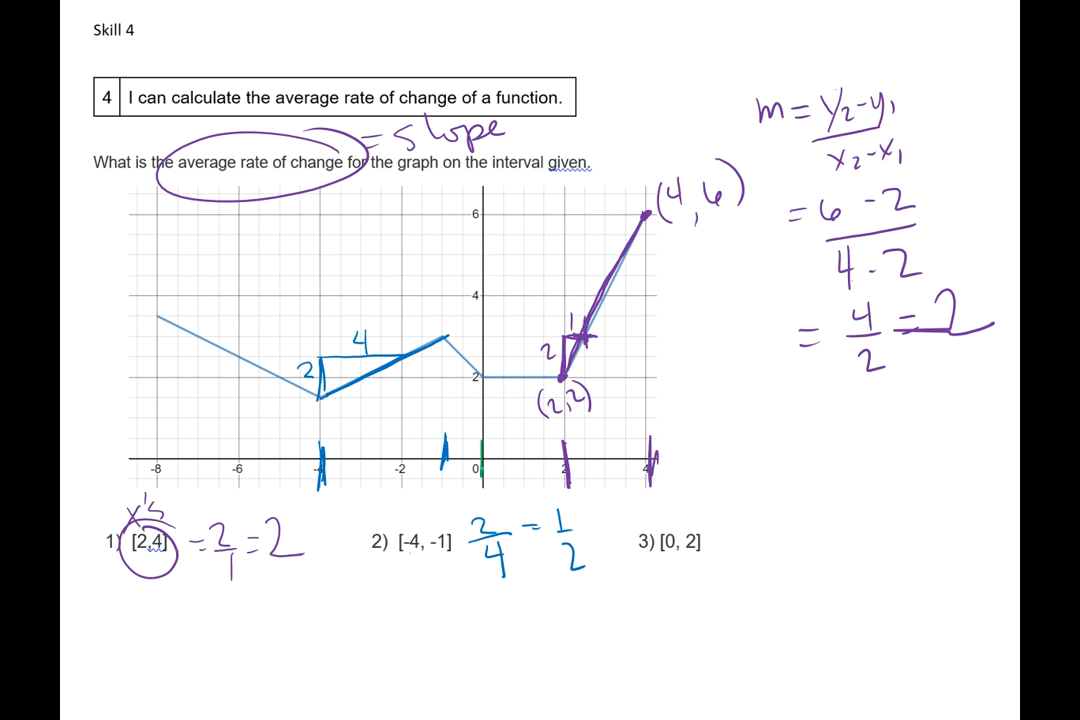 Skill 4
4 I can calculate the average rate of change of a function.
= slope
What is the average rate of change for the graph on the interval given.
m = y₂-y₁
x₂-x₁
= 6 - 2
4 - 2
= 4 = 2
2
(4, 6)
6
4
4
2
2
1
2
(2,2)
-8 -6 -4 -2 0 2 4
x's
1) [2,4] = 2 = 2
1
2) [-4, -1] 2 = 1
4 2
3) [0, 2]